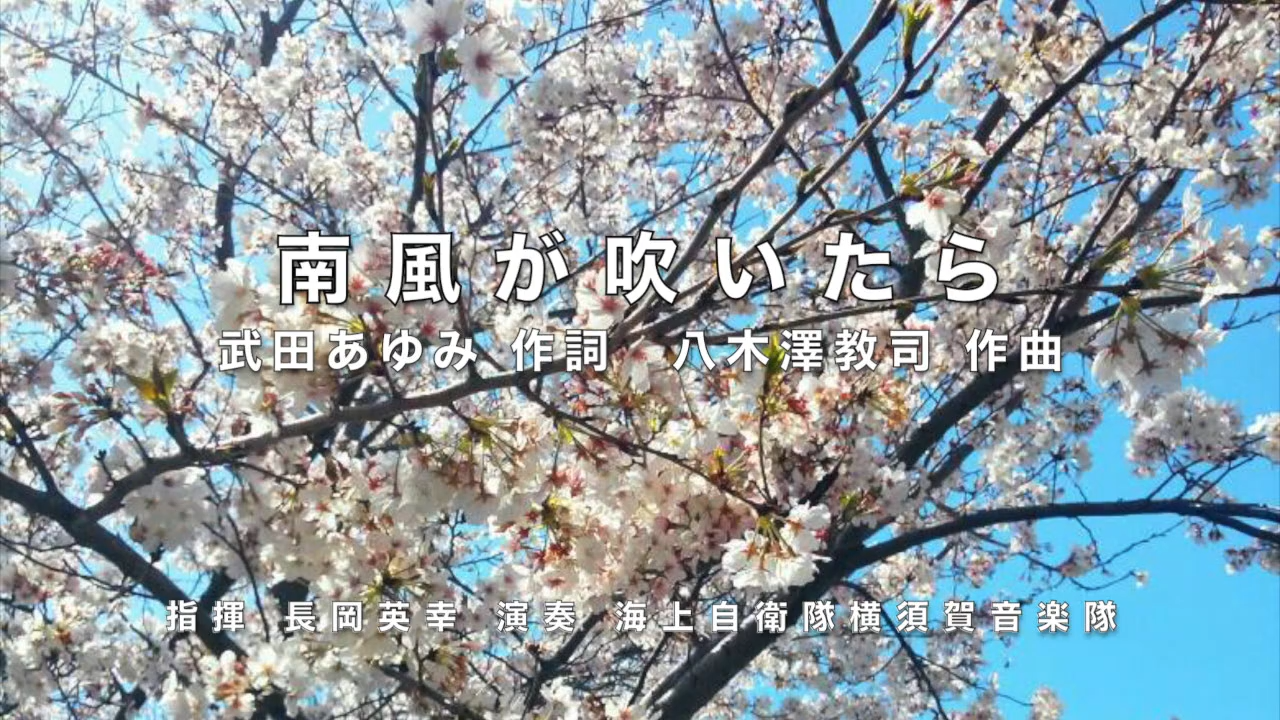 南風が吹いたら
武田あゆみ 作詞 八木澤教司 作曲
指揮 長岡英幸 演奏 海上自衛隊横須賀音楽隊